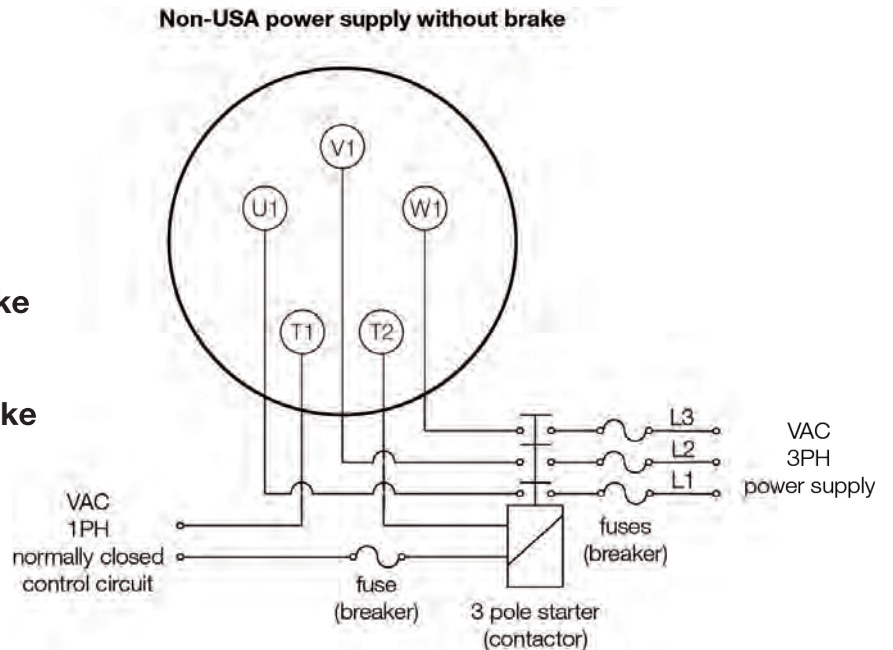 Non-USA power supply without brake
V1
U1
W1
ke
T1
T2
ke
L3
L2
L1
VAC
3PH
power supply
VAC
1PH
normally closed
control circuit
fuses
(breaker)
fuse
(breaker)
3 pole starter
(contactor)